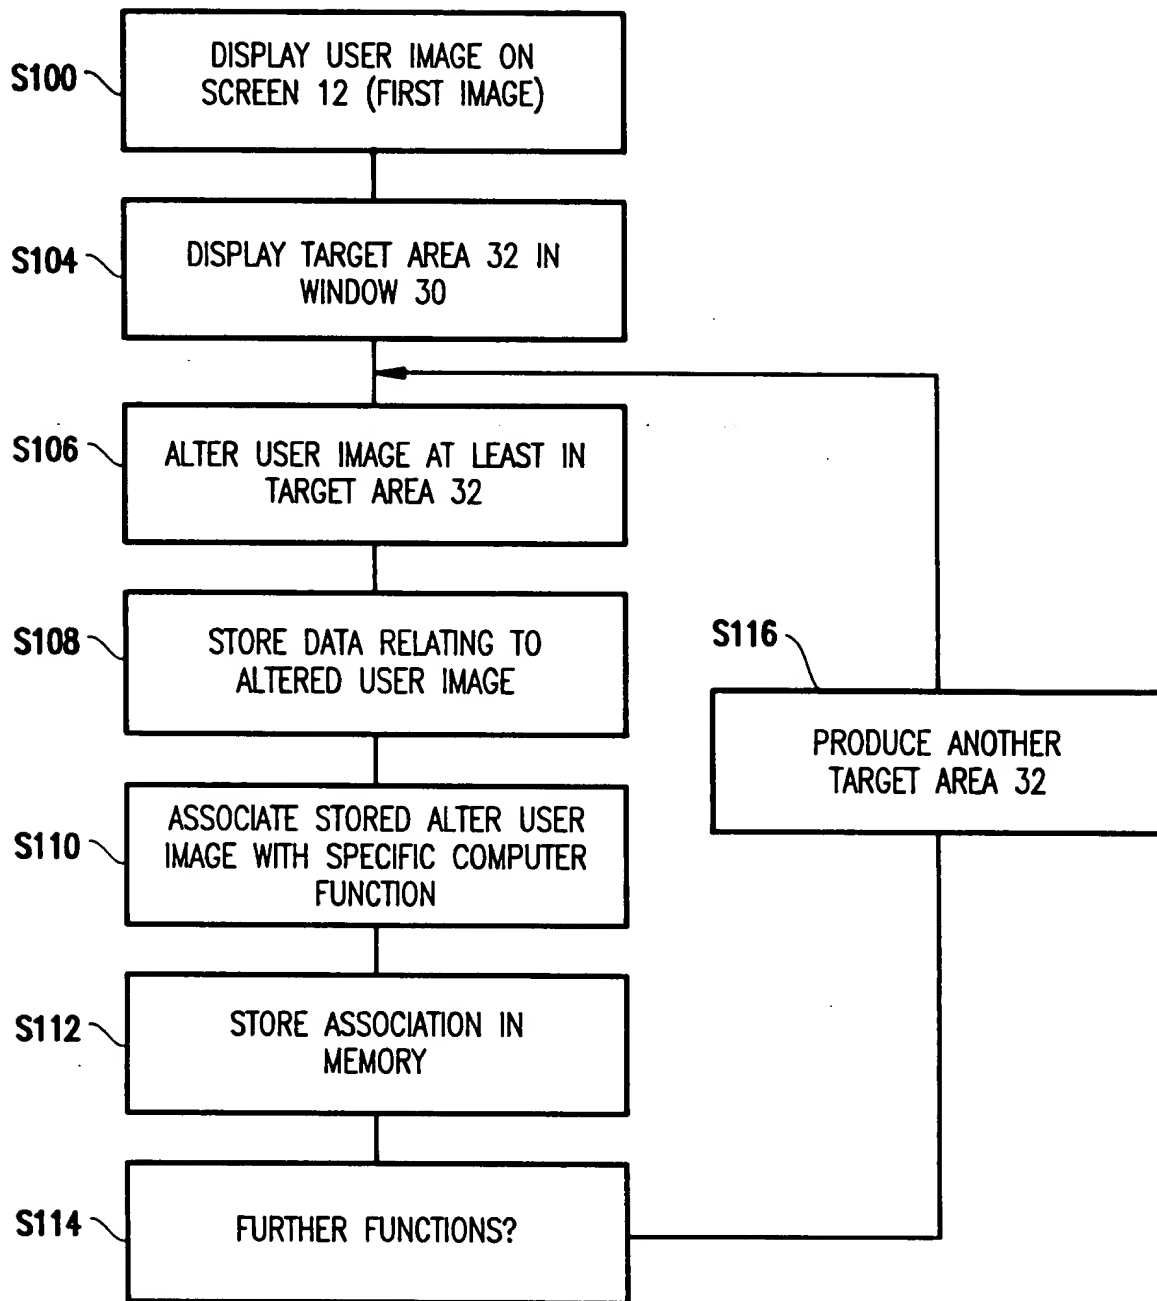 S100
DISPLAY USER IMAGE ON
SCREEN 12 (FIRST IMAGE)
S104
DISPLAY TARGET AREA 32 IN
WINDOW 30
S106
ALTER USER IMAGE AT LEAST IN
TARGET AREA 32
S108
STORE DATA RELATING TO
ALTERED USER IMAGE
S116
PRODUCE ANOTHER
TARGET AREA 32
S110
ASSOCIATE STORED ALTER USER
IMAGE WITH SPECIFIC COMPUTER
FUNCTION
S112
STORE ASSOCIATION IN
MEMORY
S114
FURTHER FUNCTIONS?